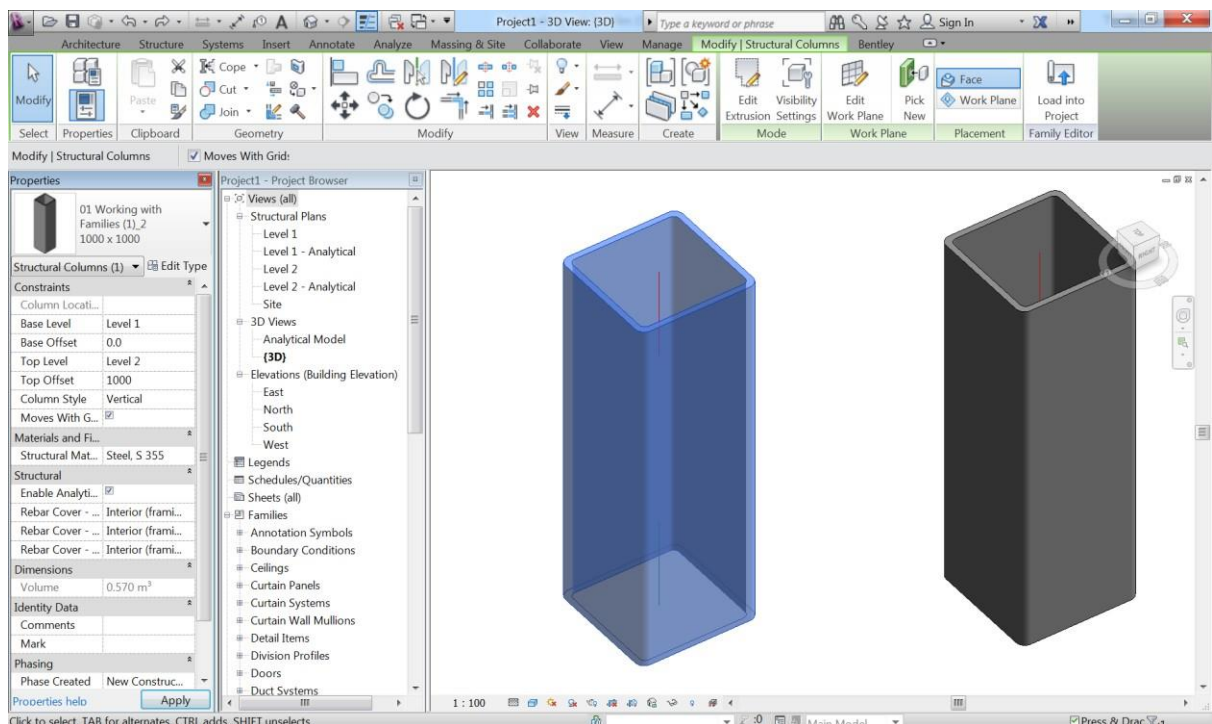 Project1 - 3D View: {3D}
Type a keyword or phrase
Sign In
Architecture Structure Systems Insert Annotate Analyze Massing & Site Collaborate View Manage Modify | Structural Columns Bentley
Modify
Paste
Cope
Cut
Join
Edit Extrusion
Visibility Settings
Edit Work Plane
Pick New
Face
Work Plane
Load into Project
Select Properties Clipboard Geometry Modify View Measure Create Mode Work Plane Placement Family Editor
Modify | Structural Columns Moves With Grid:
Properties
01 Working with
Families (1)_2
1000 x 1000
Structural Columns (1) Edit Type
Constraints
Column Locati...
Base Level Level 1
Base Offset 0.0
Top Level Level 2
Top Offset 1000
Column Style Vertical
Moves With G...
Materials and Fi...
Structural Mat... Steel, S 355
Structural
Enable Analyti...
Rebar Cover - ... Interior (frami...
Rebar Cover - ... Interior (frami...
Rebar Cover - ... Interior (frami...
Dimensions
Volume 0.570 m³
Identity Data
Comments
Mark
Phasing
Phase Created New Construc...
Properties help Apply
Project1 - Project Browser
Views (all)
Structural Plans
Level 1
Level 1 - Analytical
Level 2
Level 2 - Analytical
Site
3D Views
Analytical Model
{3D}
Elevations (Building Elevation)
East
North
South
West
Legends
Schedules/Quantities
Sheets (all)
Families
Annotation Symbols
Boundary Conditions
Ceilings
Curtain Panels
Curtain Systems
Curtain Wall Mullions
Detail Items
Division Profiles
Doors
Duct Systems
1 : 100
Click to select, TAB for alternates, CTRL adds, SHIFT unselects.
:0 Main Model
Press & Drag